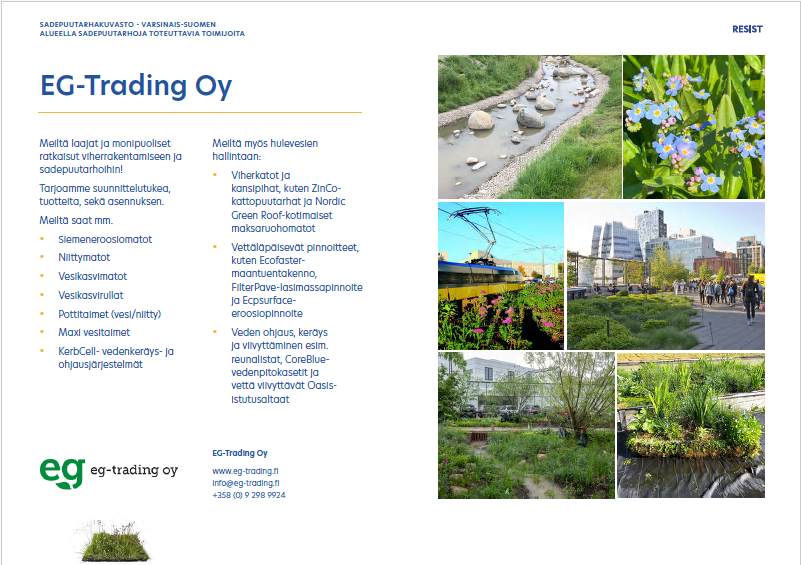 SADEPUUTARHAKUVASTO - VARSINAIS-SUOMEN
ALUEELLA SADEPUUTARHOJA TOTEUTTAVIA TOIMIJOITA
RESIST
EG-Trading Oy
Meiltä laajat ja monipuoliset
ratkaisut viherrakentamiseen ja
sadepuutarhoihin!
Tarjoamme suunnittelutukea,
tuotteita, sekä asennuksen.
Meiltä saat mm.
• Siemeneroosiomatot
• Niittymatot
• Vesikasvimatot
• Vesikasvirullat
• Pottitaimet (vesi/niitty)
• Maxi vesitaimet
• KerbCell- vedenkeräys- ja
ohjausjärjestelmät
Meiltä myös hulevesien
hallintaan:
• Viherkatot ja
kansipihat, kuten ZinCo-
kattopuutarhat ja Nordic
Green Roof-kotimaiset
maksaruohomatot
• Vettäläpäisevät pinnoitteet,
kuten Ecofaster-
maantuentakenno,
FilterPave-lasimassapinnoite
ja Ecpsurface-
eroosiopinnoite
• Veden ohjaus, keräys
ja viivyttäminen esim.
reunalistat, CoreBlue-
vedenpitokasetit ja
vettä viivyttävät Oasis-
istutusaltaat
eg eg-trading oy
EG-Trading Oy
www.eg-trading.fi
info@eg-trading.fi
+358 (0) 9 298 9924